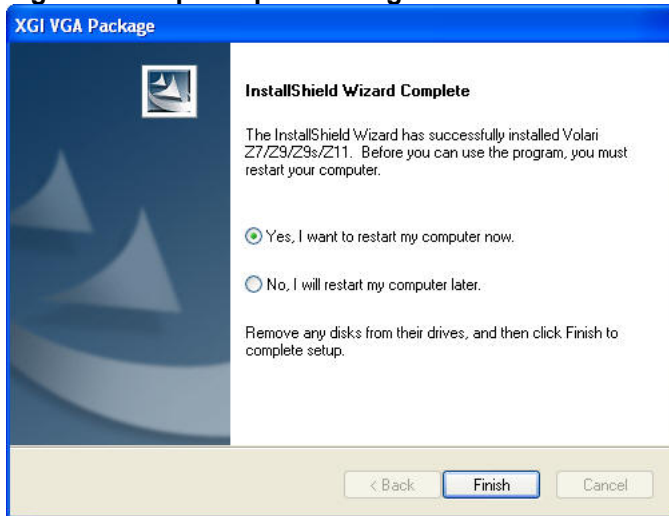 XGI VGA Package
InstallShield Wizard Complete
The InstallShield Wizard has successfully installed Volari
Z7/Z9/Z9s/Z11. Before you can use the program, you must
restart your computer.
Yes, I want to restart my computer now.
No, I will restart my computer later.
Remove any disks from their drives, and then click Finish to
complete setup.
< Back Finish Cancel